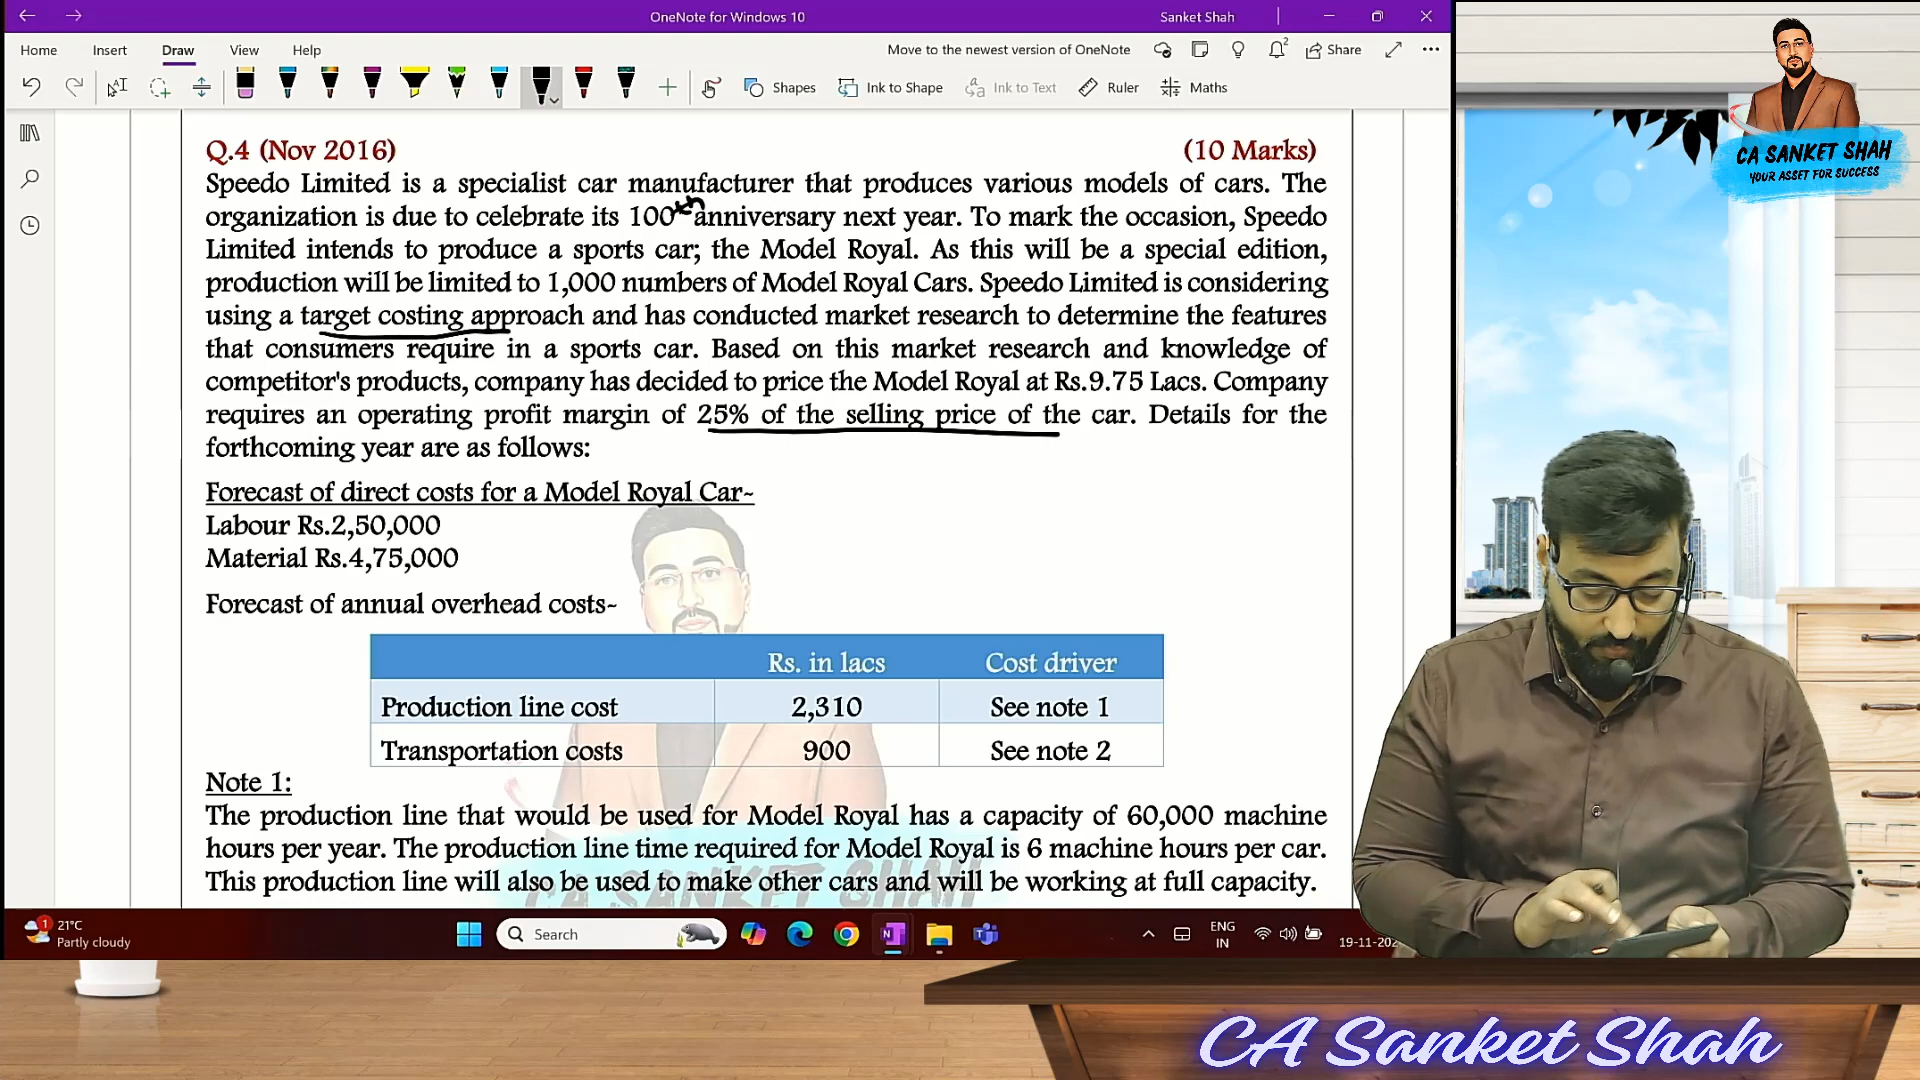 OneNote for Windows 10
Sanket Shah
Home Insert Draw View Help
Move to the newest version of OneNote
2
Share
Shapes
Ink to Shape
Ink to Text
Ruler
Maths
CA SANKET SHAH
YOUR ASSET FOR SUCCESS
Q.4 (Nov 2016) (10 Marks)
Speedo Limited is a specialist car manufacturer that produces various models of cars. The
organization is due to celebrate its 100th anniversary next year. To mark the occasion, Speedo
Limited intends to produce a sports car; the Model Royal. As this will be a special edition,
production will be limited to 1,000 numbers of Model Royal Cars. Speedo Limited is considering
using a target costing approach and has conducted market research to determine the features
that consumers require in a sports car. Based on this market research and knowledge of
competitor's products, company has decided to price the Model Royal at Rs.9.75 Lacs. Company
requires an operating profit margin of 25% of the selling price of the car. Details for the
forthcoming year are as follows:
Forecast of direct costs for a Model Royal Car~
Labour Rs.2,50,000
Material Rs.4,75,000
Forecast of annual overhead costs~
Rs. in lacs Cost driver
Production line cost 2,310 See note 1
Transportation costs 900 See note 2
Note 1:
The production line that would be used for Model Royal has a capacity of 60,000 machine
hours per year. The production line time required for Model Royal is 6 machine hours per car.
This production line will also be used to make other cars and will be working at full capacity.
CA SANKET SHAH
1
21°C
Partly cloudy
Search
ENG
IN
CA Sanket Shah